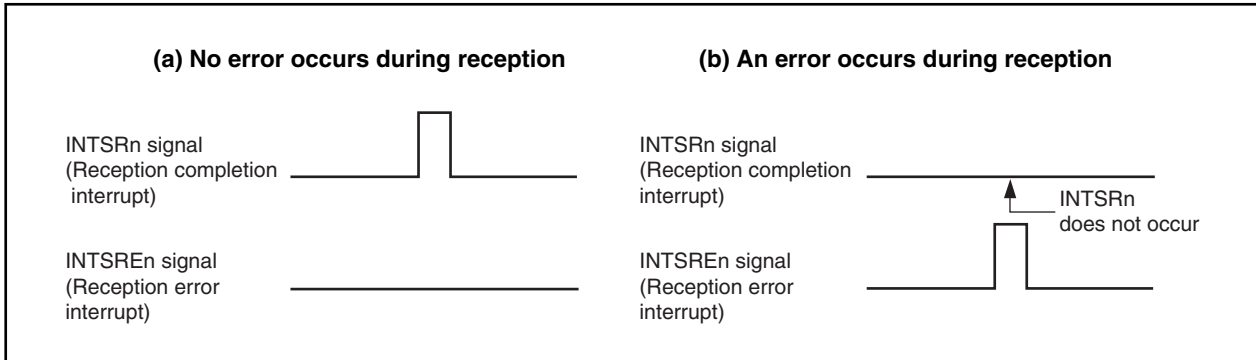 (a) No error occurs during reception
INTSRn signal
(Reception completion
interrupt)
INTSREn signal
(Reception error
interrupt)
(b) An error occurs during reception
INTSRn signal
(Reception completion
interrupt)
INTSRn
does not occur
INTSREn signal
(Reception error
interrupt)